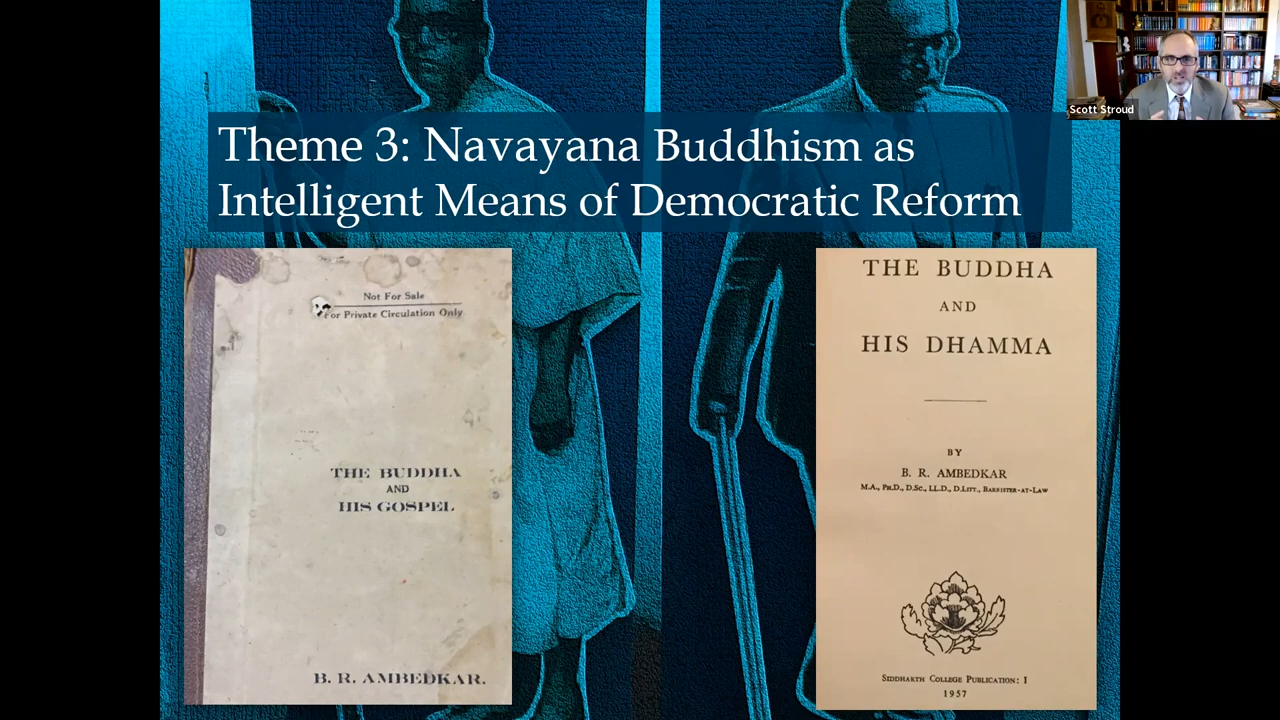 Scott Stroud
Theme 3: Navayana Buddhism as
Intelligent Means of Democratic Reform
Not For Sale
For Private Circulation Only
THE BUDDHA
AND
HIS GOSPEL
B. R. AMBEDKAR.
THE BUDDHA
AND
HIS DHAMMA
BY
B. R. AMBEDKAR
M.A., PH.D., D.SC., LL.D., D.LITT., BARRISTER-AT-LAW
SIDDHARTH COLLEGE PUBLICATION: I
1957